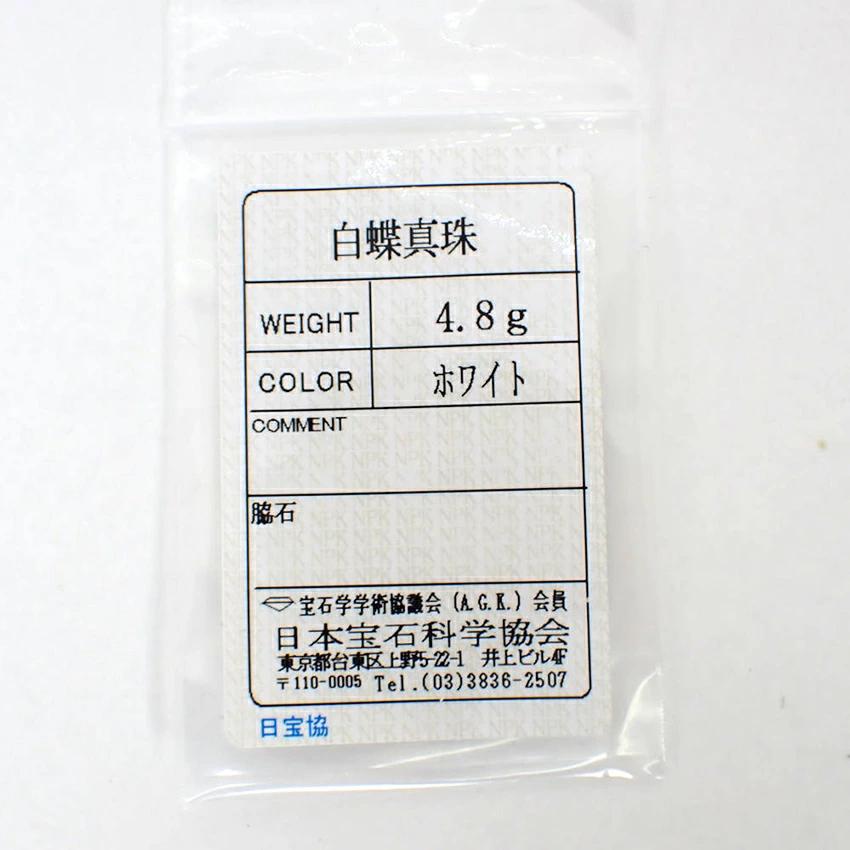 白蝶真珠
WEIGHT 4.8g
COLOR ホワイト
COMMENT
脇石
宝石学学術協議会(A.G.K.)会員
日本宝石科学協会
東京都台東区上野5-22-1 井上ビル4F
〒110-0005 Tel.(03)3836-2507
日宝協